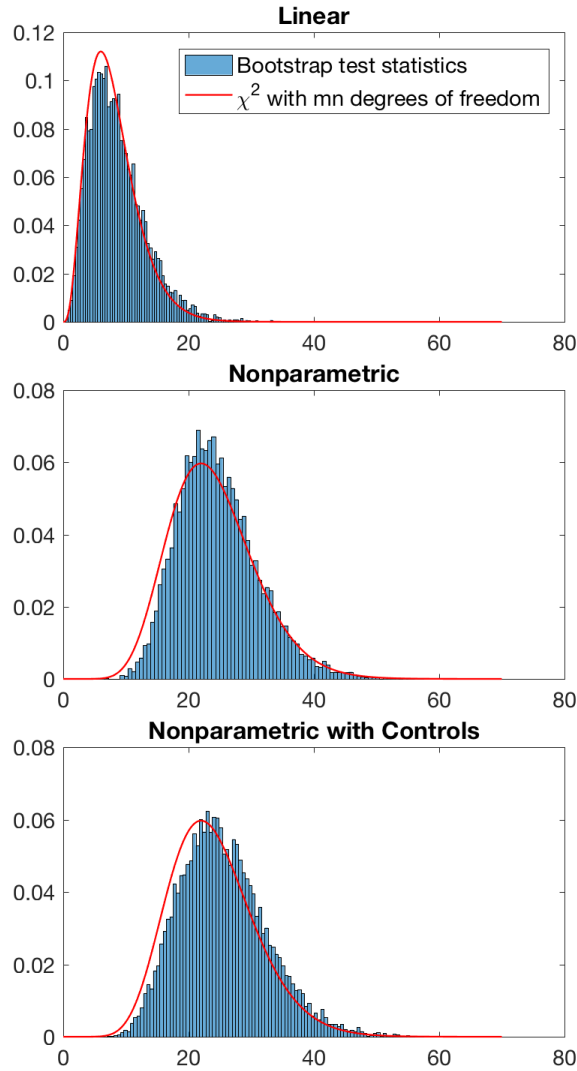 Linear
0.12
0.1
0.08
0.06
0.04
0.02
0
Bootstrap test statistics
χ² with mn degrees of freedom
0 20 40 60 80
Nonparametric
0.08
0.06
0.04
0.02
0
0 20 40 60 80
Nonparametric with Controls
0.08
0.06
0.04
0.02
0
0 20 40 60 80